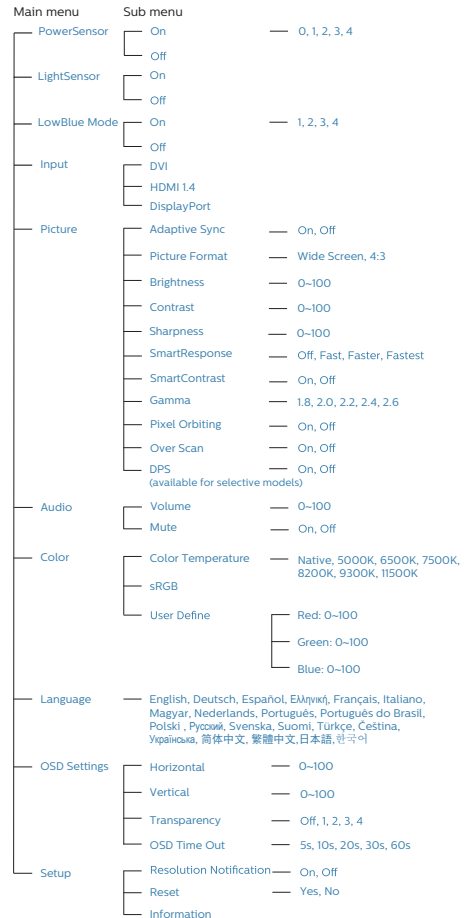 Main menu Sub menu
PowerSensor On 0, 1, 2, 3, 4
Off
LightSensor On
Off
LowBlue Mode On 1, 2, 3, 4
Off
Input DVI
HDMI 1.4
DisplayPort
Picture Adaptive Sync On, Off
Picture Format Wide Screen, 4:3
Brightness 0~100
Contrast 0~100
Sharpness 0~100
SmartResponse Off, Fast, Faster, Fastest
SmartContrast On, Off
Gamma 1.8, 2.0, 2.2, 2.4, 2.6
Pixel Orbiting On, Off
Over Scan On, Off
DPS On, Off
(available for selective models)
Audio Volume 0~100
Mute On, Off
Color Color Temperature Native, 5000K, 6500K, 7500K,
8200K, 9300K, 11500K
sRGB
User Define Red: 0~100
Green: 0~100
Blue: 0~100
Language English, Deutsch, Español, Ελληνική, Français, Italiano,
Magyar, Nederlands, Português, Português do Brasil,
Polski , Русский, Svenska, Suomi, Türkçe, Čeština,
Українська, 简体中文, 繁體中文,日本語,한국어
OSD Settings Horizontal 0~100
Vertical 0~100
Transparency Off, 1, 2, 3, 4
OSD Time Out 5s, 10s, 20s, 30s, 60s
Setup Resolution Notification On, Off
Reset Yes, No
Information